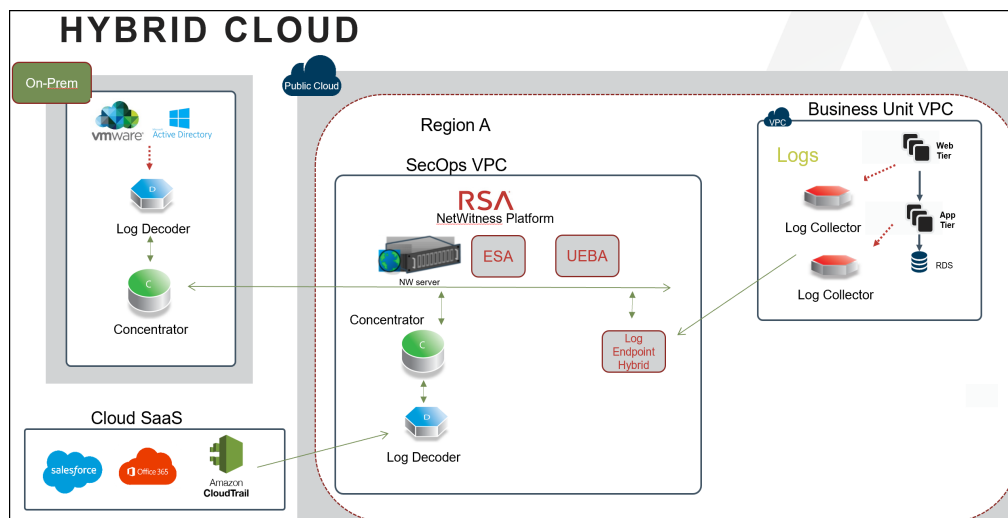 HYBRID CLOUD
On-Prem
vmware
Active Directory
D
Log Decoder
C
Concentrator
Cloud SaaS
salesforce
Office 365
Amazon
CloudTrail
Public Cloud
Region A
SecOps VPC
RSA
NetWitness Platform
NW server
ESA
UEBA
Concentrator
C
D
Log Decoder
Log
Endpoint
Hybrid
Business Unit VPC
VPC
Logs
Web
Tier
Log Collector
App
Tier
Log Collector
RDS